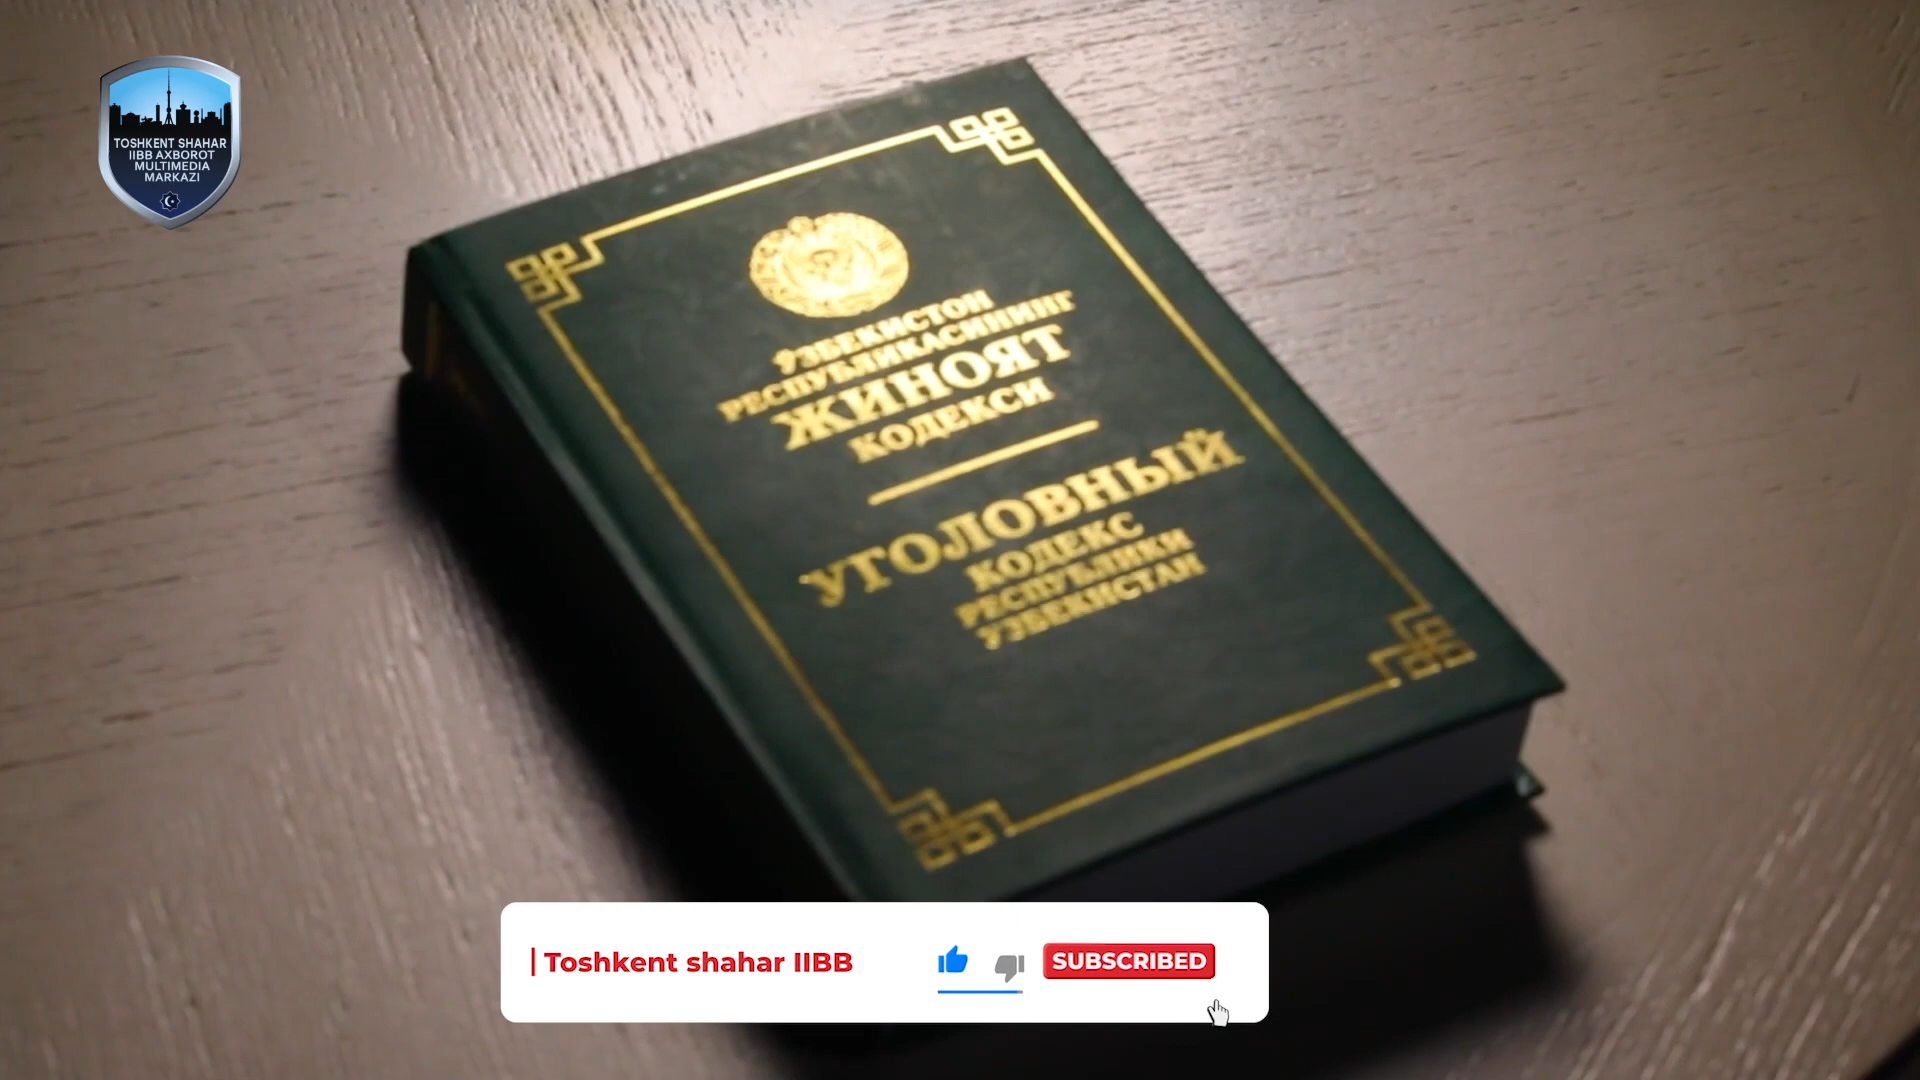 TOSHKENT SHAHAR
IIBB AXBOROT
MULTIMEDIA
MARKAZI
ЎЗБЕКИСТОН
РЕСПУБЛИКАСИНИНГ
ЖИНОЯТ
КОДЕКСИ
УГОЛОВНЫЙ
КОДЕКС
РЕСПУБЛИКИ
УЗБЕКИСТАН
Toshkent shahar IIBB
SUBSCRIBED